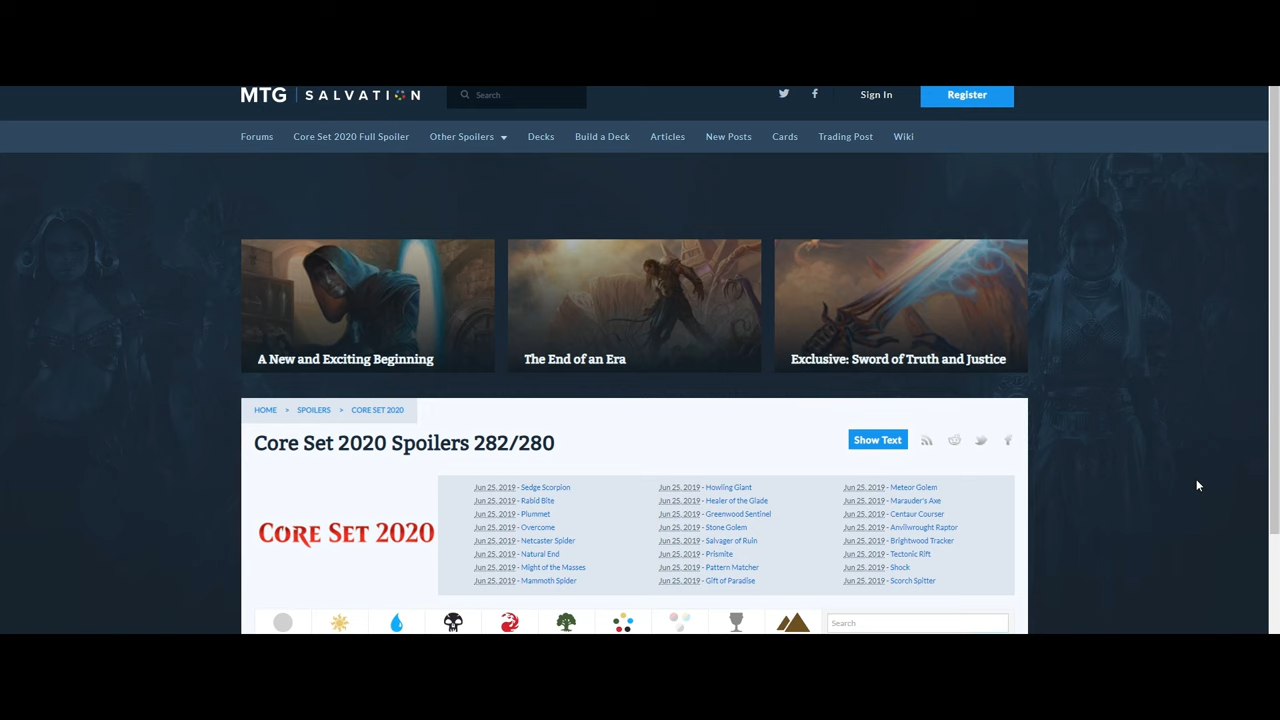 MTG | SALVATION
Search
Sign In
Register
Forums
Core Set 2020 Full Spoiler
Other Spoilers
Decks
Build a Deck
Articles
New Posts
Cards
Trading Post
Wiki
A New and Exciting Beginning
The End of an Era
Exclusive: Sword of Truth and Justice
HOME > SPOILERS > CORE SET 2020
Core Set 2020 Spoilers 282/280
Show Text
CORE SET 2020
Jun 25, 2019 - Sedge Scorpion
Jun 25, 2019 - Rabid Bite
Jun 25, 2019 - Plummet
Jun 25, 2019 - Overcome
Jun 25, 2019 - Netcaster Spider
Jun 25, 2019 - Natural End
Jun 25, 2019 - Might of the Masses
Jun 25, 2019 - Mammoth Spider
Jun 25, 2019 - Howling Giant
Jun 25, 2019 - Healer of the Glade
Jun 25, 2019 - Greenwood Sentinel
Jun 25, 2019 - Stone Golem
Jun 25, 2019 - Salvager of Ruin
Jun 25, 2019 - Prismite
Jun 25, 2019 - Pattern Matcher
Jun 25, 2019 - Gift of Paradise
Jun 25, 2019 - Meteor Golem
Jun 25, 2019 - Marauder's Axe
Jun 25, 2019 - Centaur Courser
Jun 25, 2019 - Anvilwrought Raptor
Jun 25, 2019 - Brightwood Tracker
Jun 25, 2019 - Tectonic Rift
Jun 25, 2019 - Shock
Jun 25, 2019 - Scorch Spitter
Search